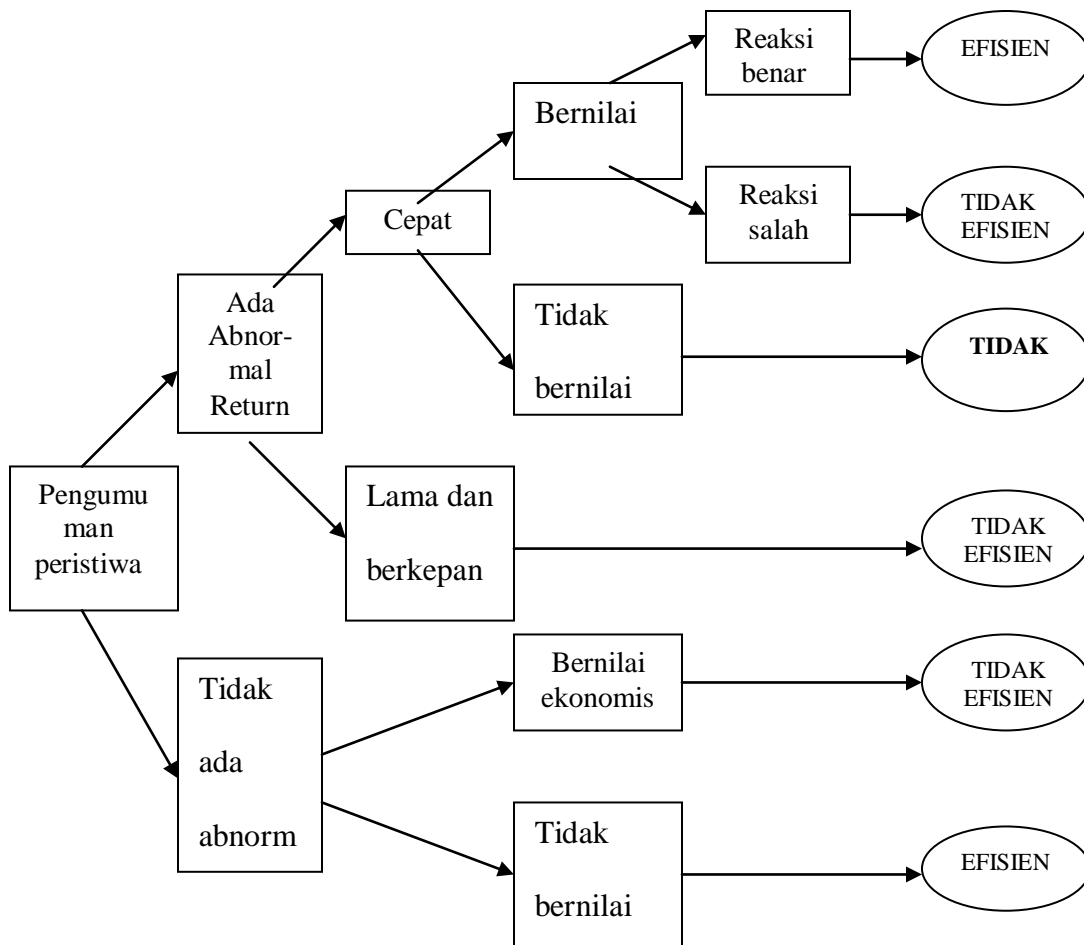 Reaksi
benar
EFISIEN
Bernilai
Reaksi
salah
TIDAK
EFISIEN
Cepat
Ada
Abnor-
mal
Return
Tidak
bernilai
TIDAK
Pengumu
man
peristiwa
Lama dan
berkepan
TIDAK
EFISIEN
Tidak
ada
abnorm
Bernilai
ekonomis
TIDAK
EFISIEN
Tidak
bernilai
EFISIEN